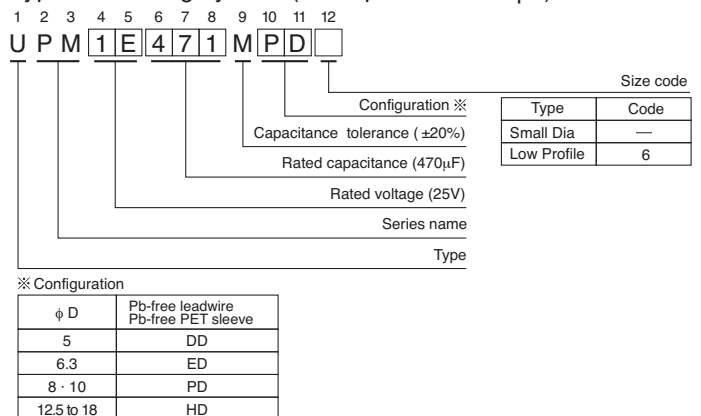 1 2 3 4 5 6 7 8 9 10 11 12
U P M 1 E 4 7 1 M P D
Size code
Configuration ※
Type Code
Capacitance tolerance ( ±20%)
Small Dia —
Rated capacitance (470μF)
Low Profile 6
Rated voltage (25V)
Series name
Type
※ Configuration
φ D Pb-free leadwire
Pb-free PET sleeve
5 DD
6.3 ED
8 · 10 PD
12.5 to 18 HD